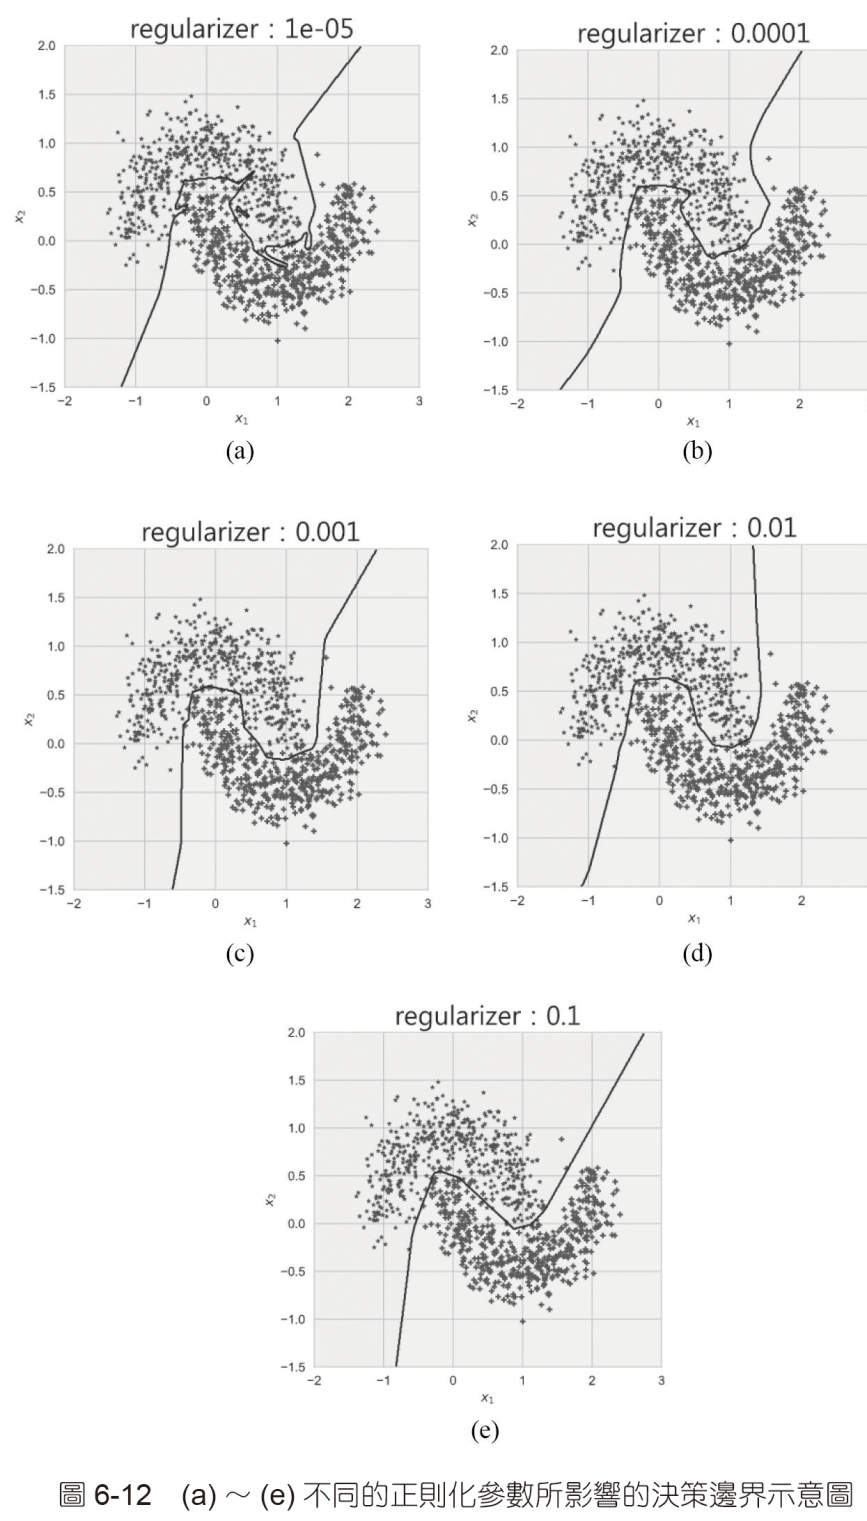 regularizer：1e-05
2.0
1.5
1.0
0.5
0.0
−0.5
−1.0
−1.5
x₂
−2 −1 0 1 2 3
x₁
(a)
regularizer：0.0001
2.0
1.5
1.0
0.5
0.0
−0.5
−1.0
−1.5
x₂
−2 −1 0 1 2
x₁
(b)
regularizer：0.001
2.0
1.5
1.0
0.5
0.0
−0.5
−1.0
−1.5
x₂
−2 −1 0 1 2 3
x₁
(c)
regularizer：0.01
2.0
1.5
1.0
0.5
0.0
−0.5
−1.0
−1.5
x₂
−2 −1 0 1 2
x₁
(d)
regularizer：0.1
2.0
1.5
1.0
0.5
0.0
−0.5
−1.0
−1.5
x₂
−2 −1 0 1 2 3
x₁
(e)
圖 6-12 (a) ～ (e) 不同的正則化參數所影響的決策邊界示意圖